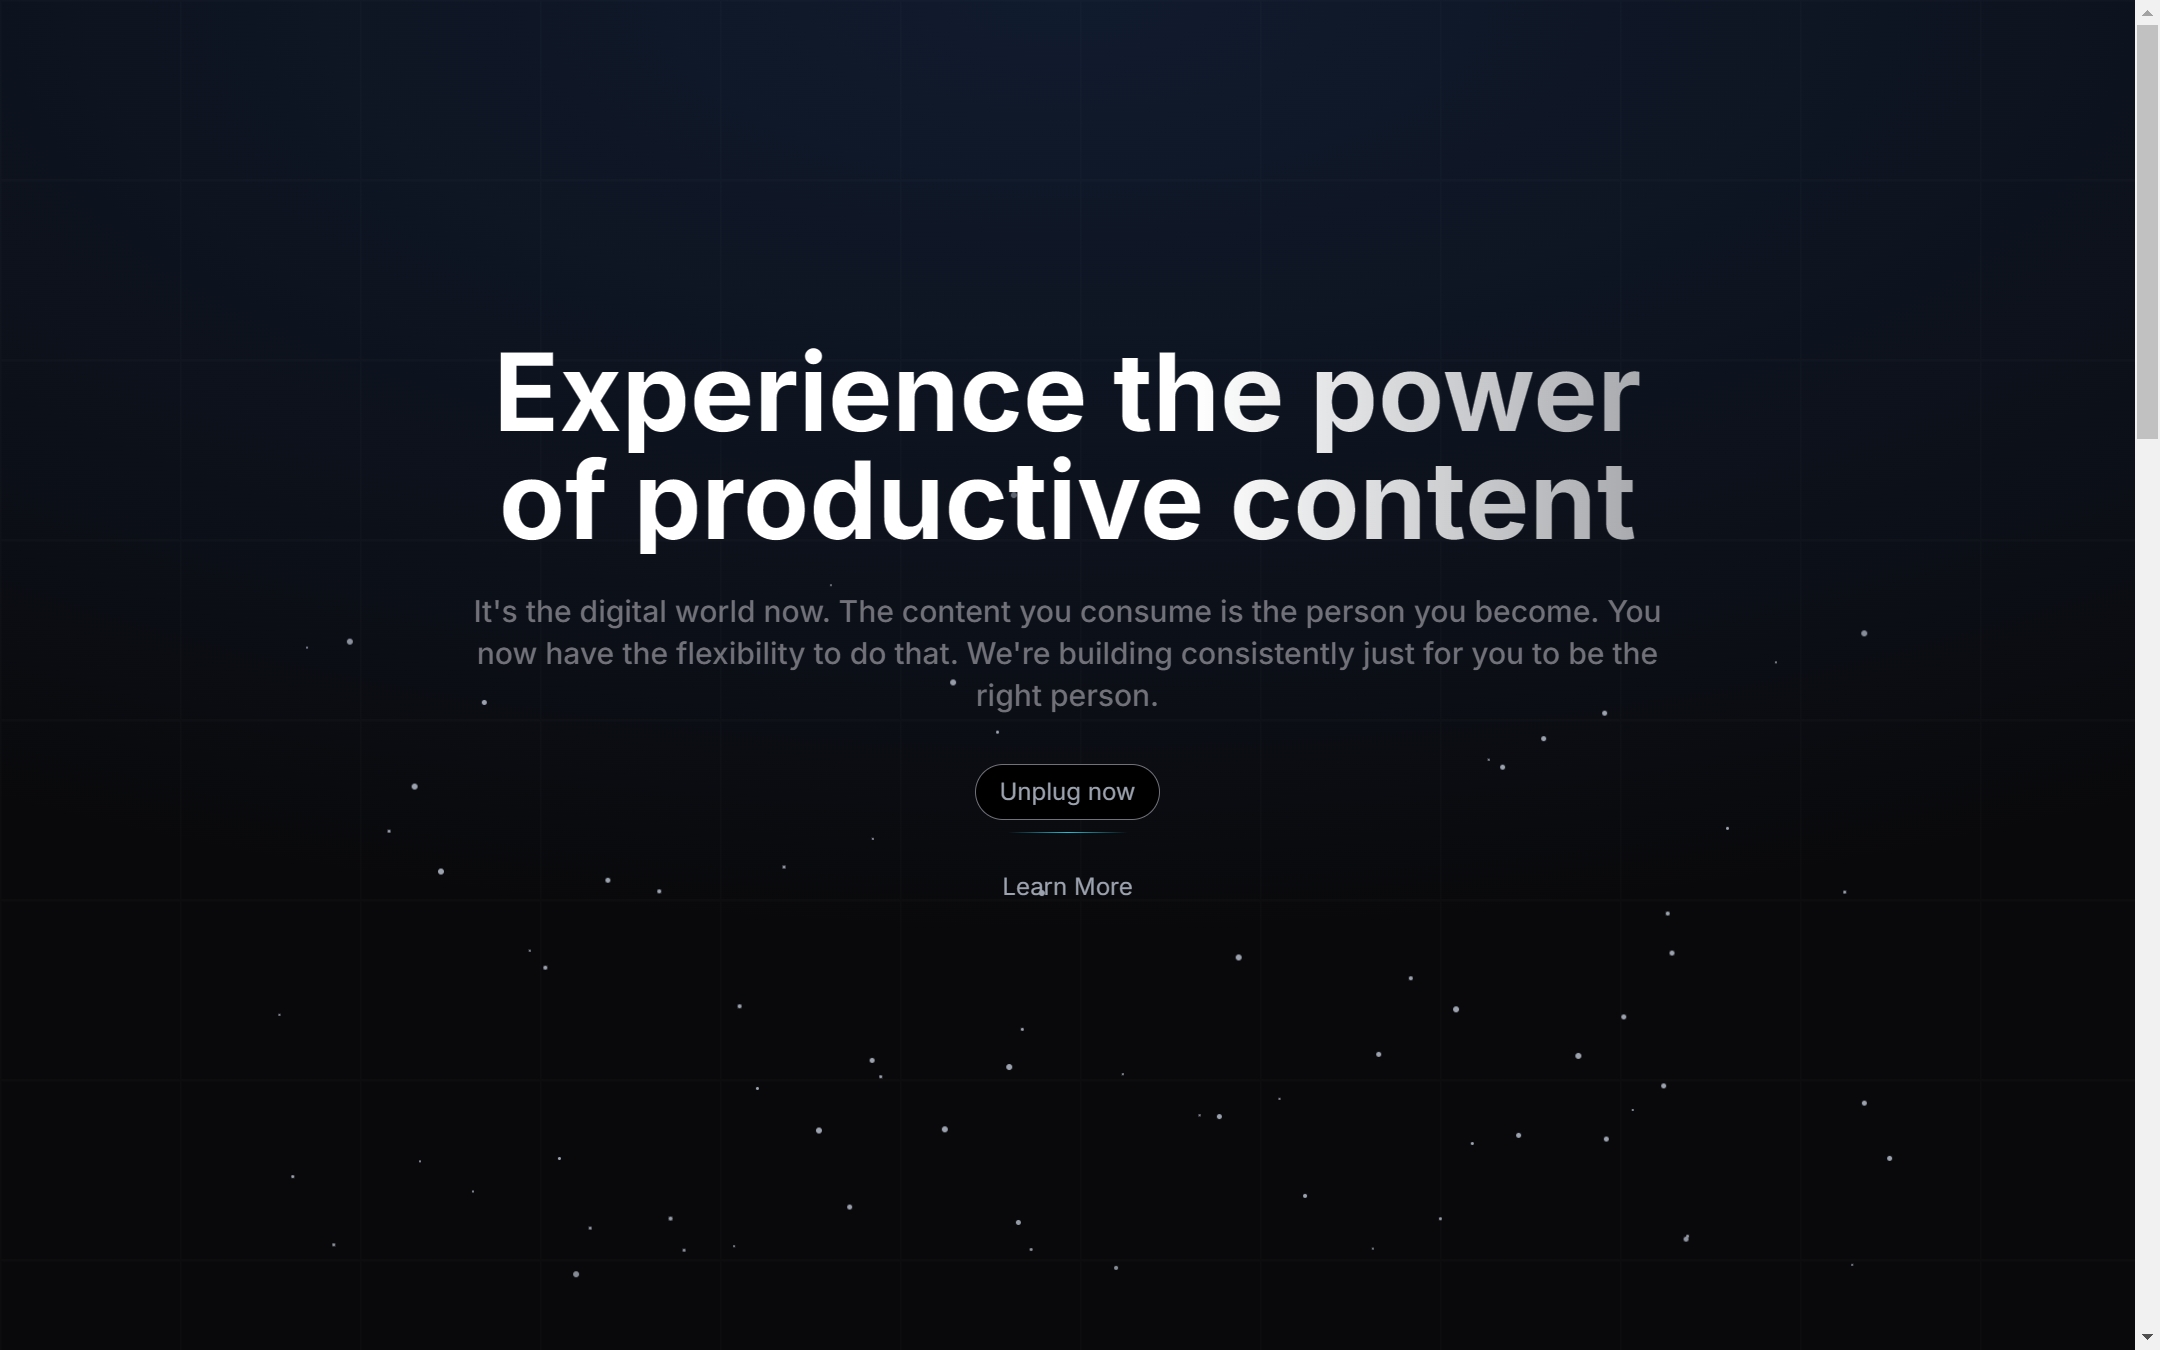 Experience the power
of productive content
It's the digital world now. The content you consume is the person you become. You
now have the flexibility to do that. We're building consistently just for you to be the
right person.
Unplug now
Learn More